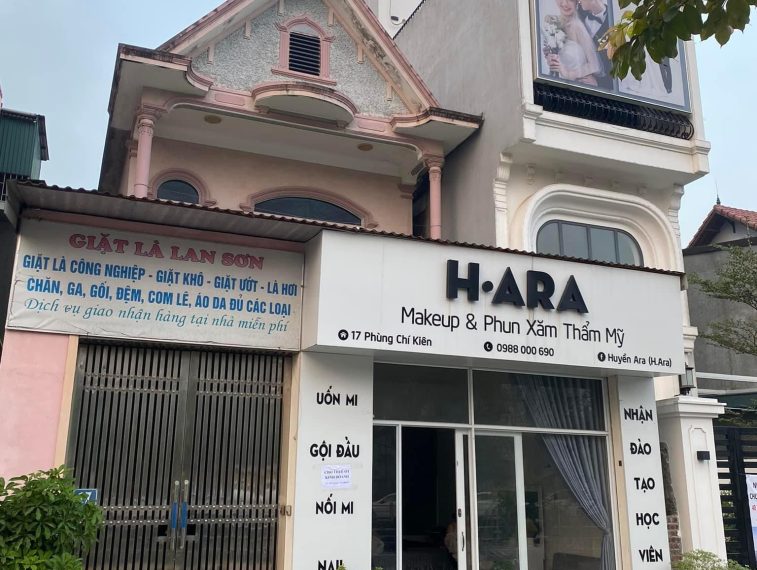 GIẶT LÀ LAN SƠN
GIẶT LÀ CÔNG NGHIỆP - GIẶT KHÔ - GIẶT ƯỚT - LÀ HƠI
CHĂN, GA, GỐI, ĐỆM, COM LÊ, ÁO DA ĐỦ CÁC LOẠI
Dịch vụ giao nhận hàng tại nhà miễn phí
H·ARA
Makeup & Phun Xăm Thẩm Mỹ
17 Phùng Chí Kiên
0988 000 690
Huyền Ara (H.Ara)
UỐN MI
GỘI ĐẦU
NỐI MI
NAIL
NHẬN
ĐÀO
TẠO
HỌC
VIÊN